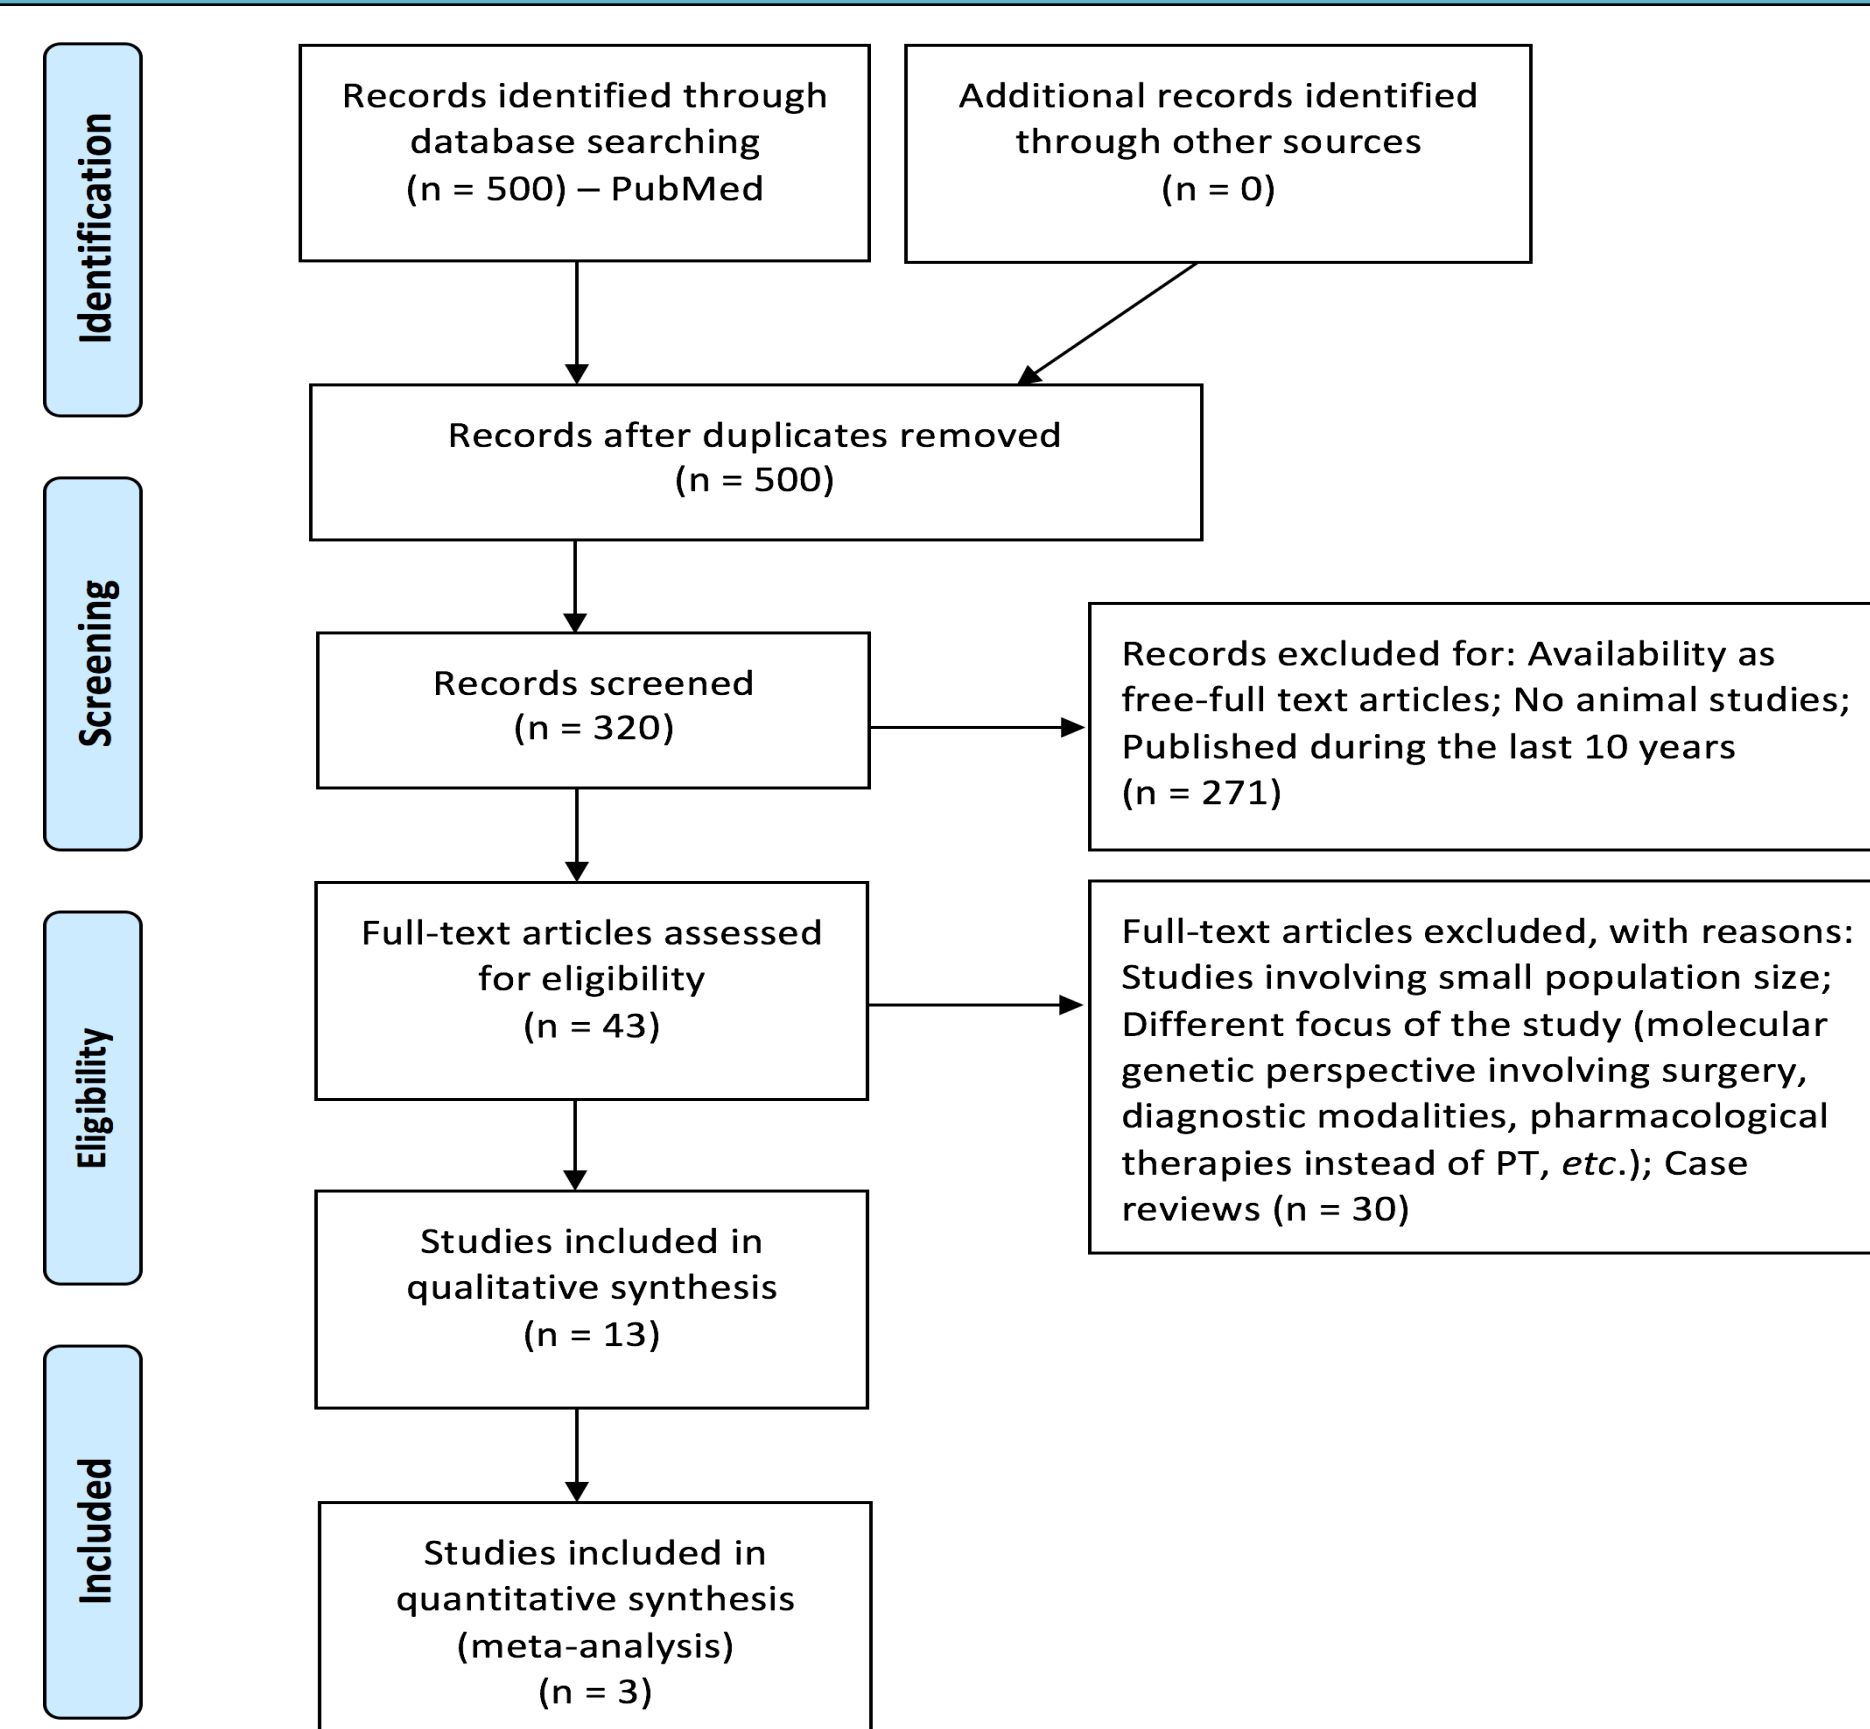 Identification
Records identified through
database searching
(n = 500) – PubMed
Additional records identified
through other sources
(n = 0)
Records after duplicates removed
(n = 500)
Screening
Records screened
(n = 320)
Records excluded for: Availability as
free-full text articles; No animal studies;
Published during the last 10 years
(n = 271)
Eligibility
Full-text articles assessed
for eligibility
(n = 43)
Full-text articles excluded, with reasons:
Studies involving small population size;
Different focus of the study (molecular
genetic perspective involving surgery,
diagnostic modalities, pharmacological
therapies instead of PT, etc.); Case
reviews (n = 30)
Studies included in
qualitative synthesis
(n = 13)
Included
Studies included in
quantitative synthesis
(meta-analysis)
(n = 3)